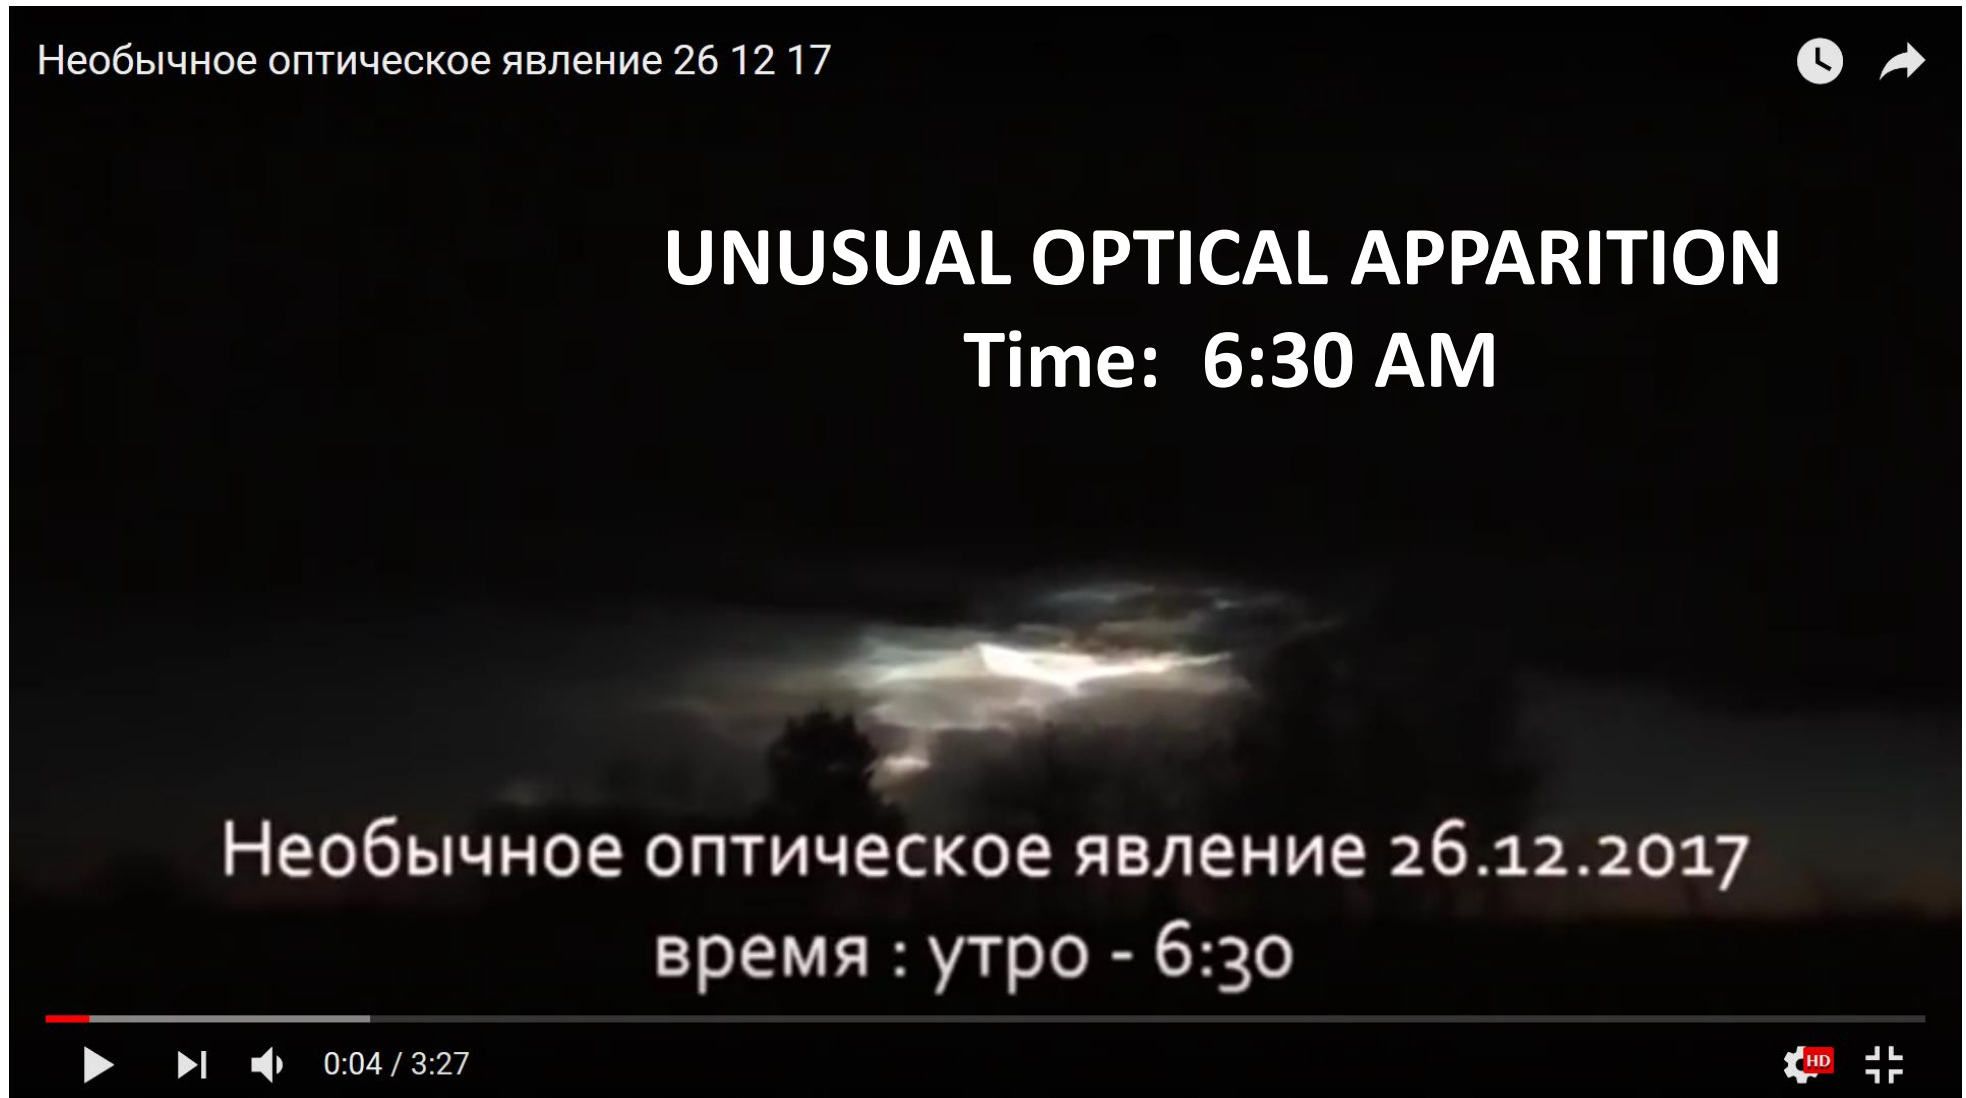 Необычное оптическое явление 26 12 17
UNUSUAL OPTICAL APPARITION
Time: 6:30 AM
Необычное оптическое явление 26.12.2017
время : утро - 6:30
0:04 / 3:27
HD